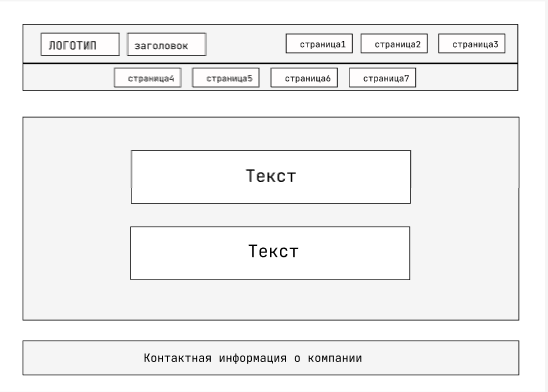 ЛОГОТИП заголовок страница1 страница2 страница3
страница4 страница5 страница6 страница7
Текст
Текст
Контактная информация о компании